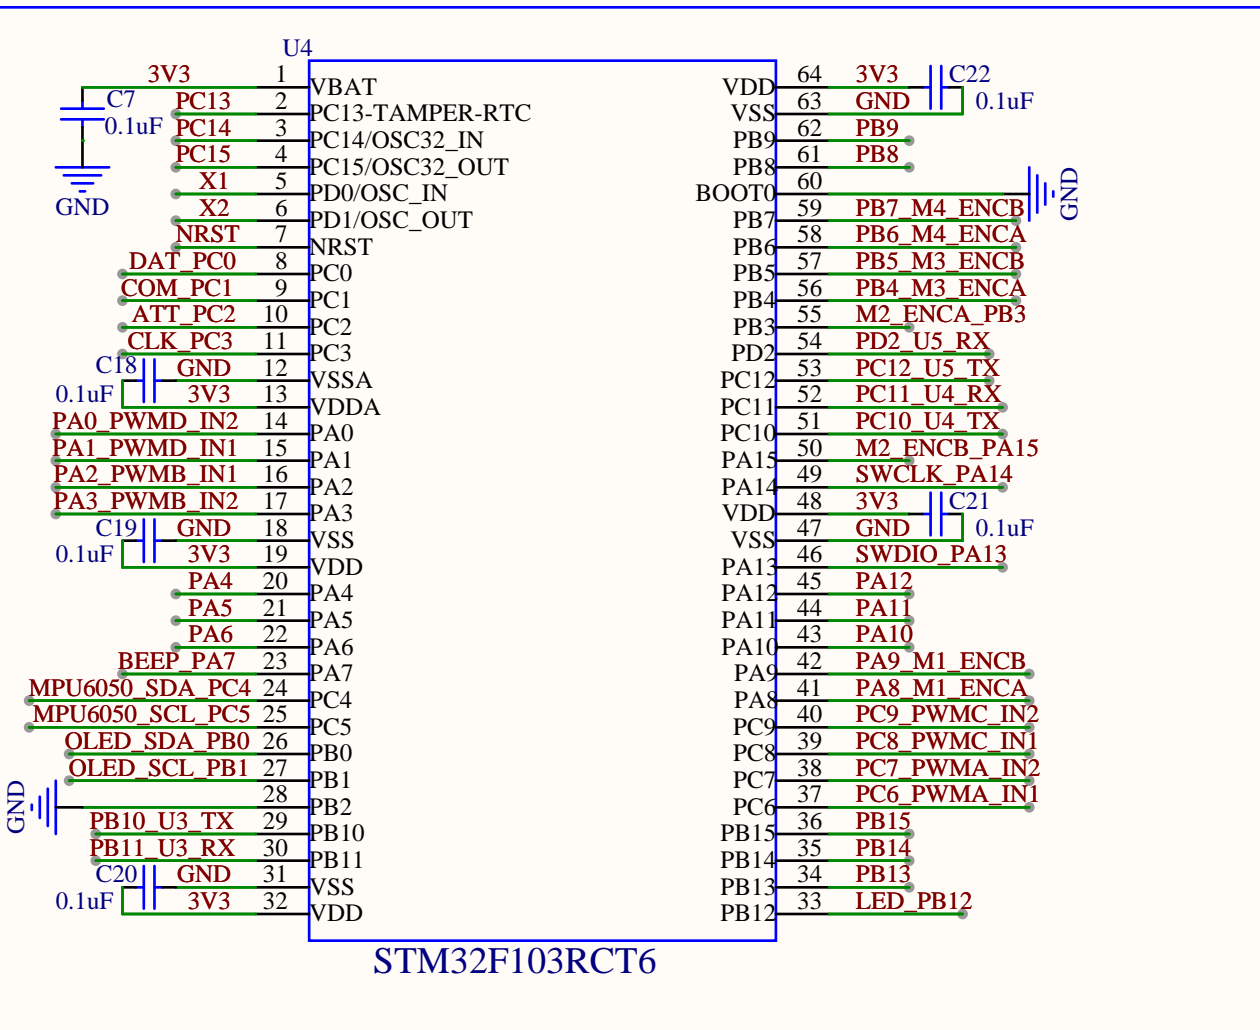 U4
3V3 1 VBAT VDD 64 3V3 C22
C7 PC13 2 PC13-TAMPER-RTC VSS 63 GND 0.1uF
0.1uF PC14 3 PC14/OSC32_IN PB9 62 PB9
PC15 4 PC15/OSC32_OUT PB8 61 PB8
X1 5 PD0/OSC_IN BOOT0 60 GND
GND X2 6 PD1/OSC_OUT PB7 59 PB7_M4_ENCB
NRST 7 NRST PB6 58 PB6_M4_ENCA
DAT_PC0 8 PC0 PB5 57 PB5_M3_ENCB
COM_PC1 9 PC1 PB4 56 PB4_M3_ENCA
ATT_PC2 10 PC2 PB3 55 M2_ENCA_PB3
CLK_PC3 11 PC3 PD2 54 PD2_U5_RX
C18 GND 12 VSSA PC12 53 PC12_U5_TX
0.1uF 3V3 13 VDDA PC11 52 PC11_U4_RX
PA0_PWMD_IN2 14 PA0 PC10 51 PC10_U4_TX
PA1_PWMD_IN1 15 PA1 PA15 50 M2_ENCB_PA15
PA2_PWMB_IN1 16 PA2 PA14 49 SWCLK_PA14
PA3_PWMB_IN2 17 PA3 VDD 48 3V3 C21
C19 GND 18 VSS VSS 47 GND 0.1uF
0.1uF 3V3 19 VDD PA13 46 SWDIO_PA13
PA4 20 PA4 PA12 45 PA12
PA5 21 PA5 PA11 44 PA11
PA6 22 PA6 PA10 43 PA10
BEEP_PA7 23 PA7 PA9 42 PA9_M1_ENCB
MPU6050_SDA_PC4 24 PC4 PA8 41 PA8_M1_ENCA
MPU6050_SCL_PC5 25 PC5 PC9 40 PC9_PWMC_IN2
OLED_SDA_PB0 26 PB0 PC8 39 PC8_PWMC_IN1
OLED_SCL_PB1 27 PB1 PC7 38 PC7_PWMA_IN2
GND 28 PB2 PC6 37 PC6_PWMA_IN1
PB10_U3_TX 29 PB10 PB15 36 PB15
PB11_U3_RX 30 PB11 PB14 35 PB14
C20 GND 31 VSS PB13 34 PB13
0.1uF 3V3 32 VDD PB12 33 LED_PB12
STM32F103RCT6